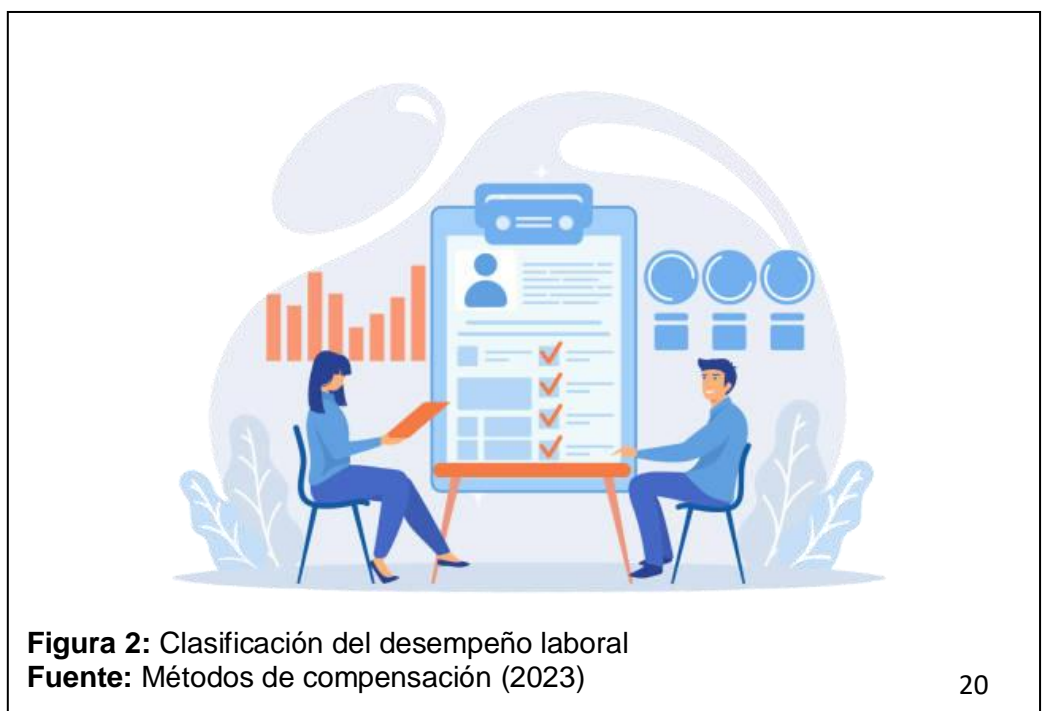 Figura 2: Clasificación del desempeño laboral
Fuente: Métodos de compensación (2023)
20